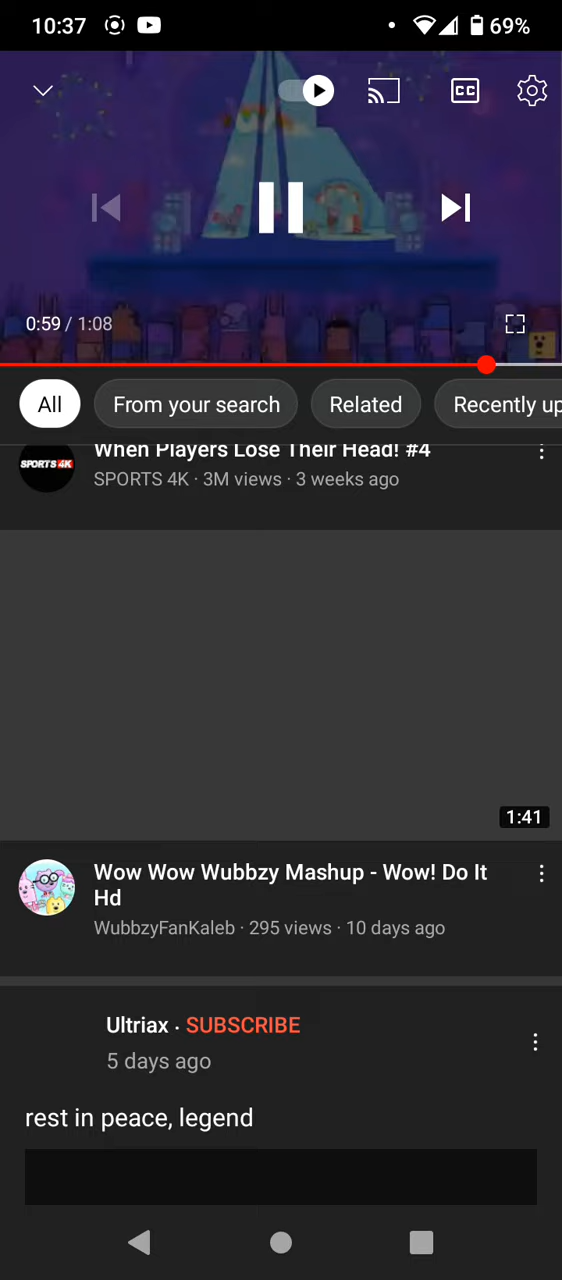 10:37
69%
CC
0:59 / 1:08
All
From your search
Related
Recently up
When Players Lose Their Head! #4
SPORTS 4K
SPORTS 4K · 3M views · 3 weeks ago
1:41
Wow Wow Wubbzy Mashup - Wow! Do It
Hd
WubbzyFanKaleb · 295 views · 10 days ago
Ultriax · SUBSCRIBE
5 days ago
rest in peace, legend